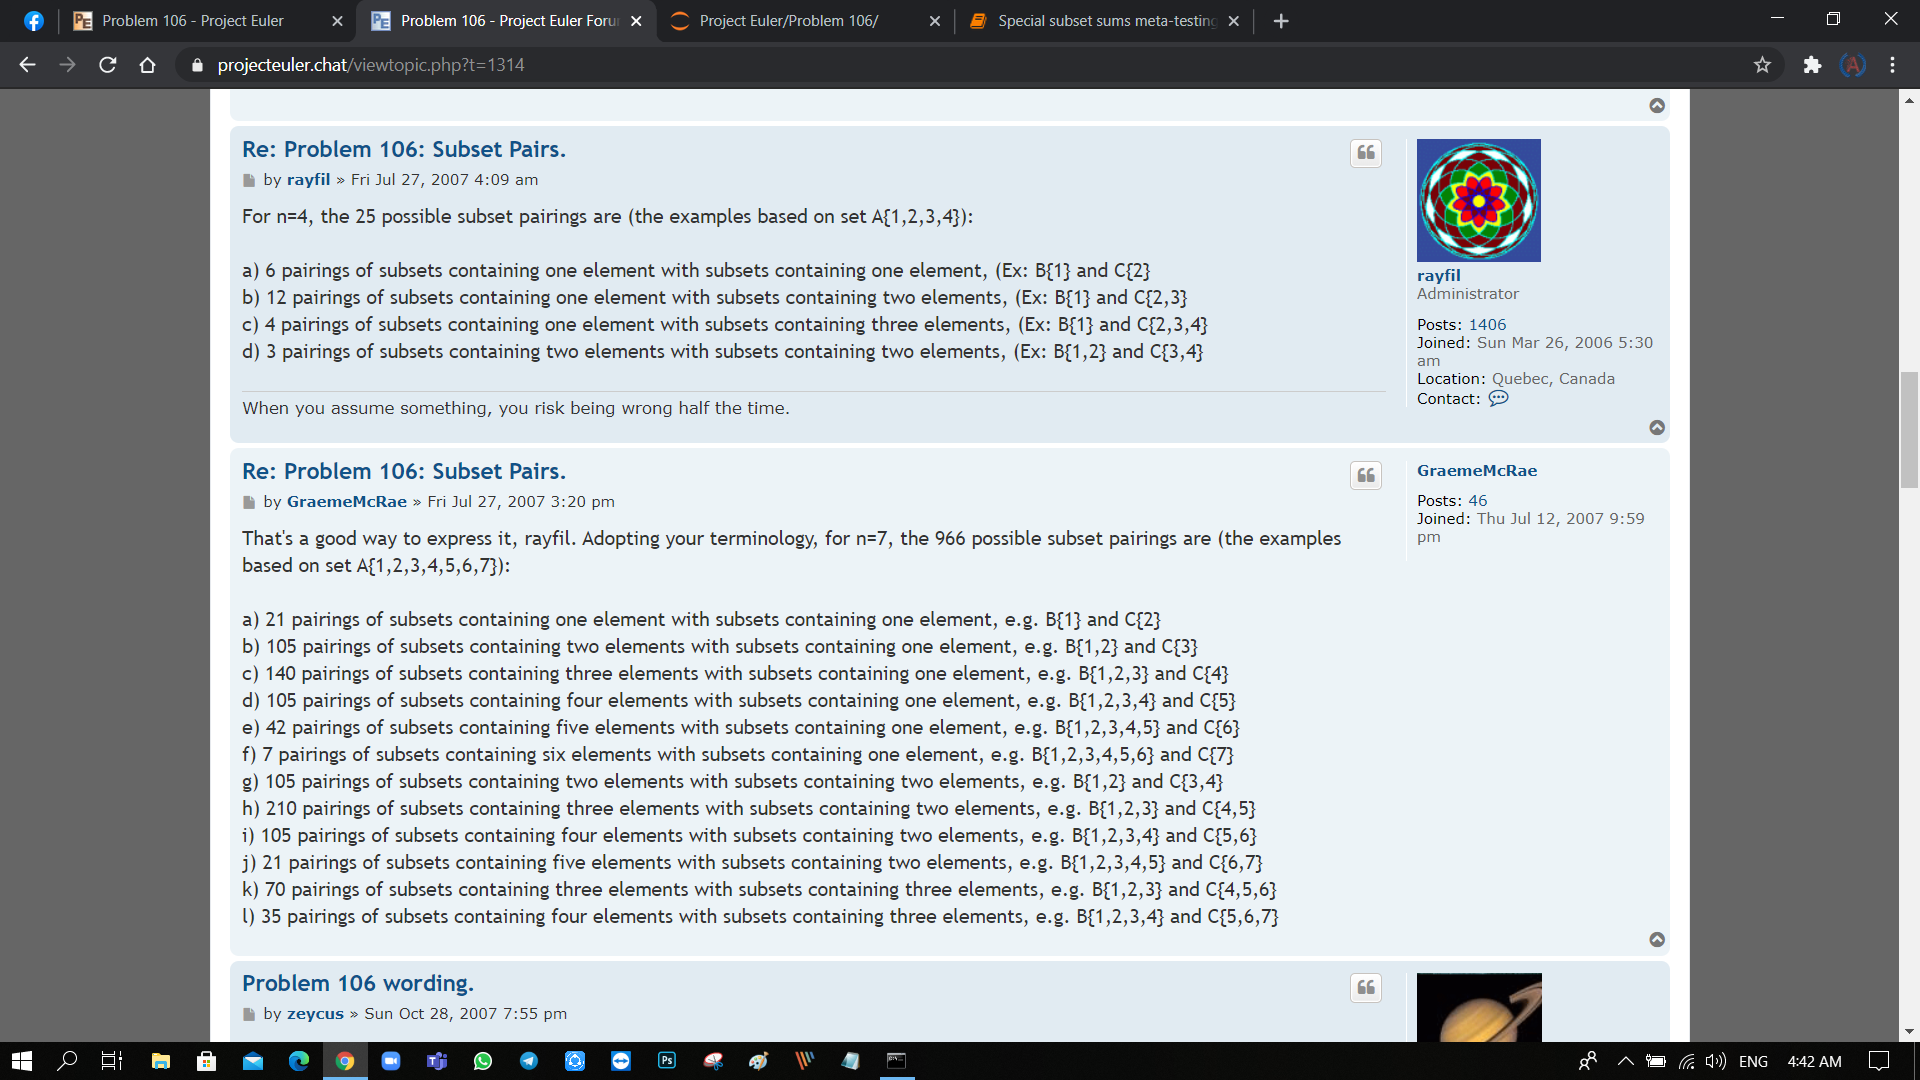 Problem 106 - Project Euler
Problem 106 - Project Euler Foru
Project Euler/Problem 106/
Special subset sums meta-testing
projecteuler.chat/viewtopic.php?t=1314
Re: Problem 106: Subset Pairs.
by rayfil » Fri Jul 27, 2007 4:09 am
For n=4, the 25 possible subset pairings are (the examples based on set A{1,2,3,4}):
a) 6 pairings of subsets containing one element with subsets containing one element, (Ex: B{1} and C{2}
b) 12 pairings of subsets containing one element with subsets containing two elements, (Ex: B{1} and C{2,3}
c) 4 pairings of subsets containing one element with subsets containing three elements, (Ex: B{1} and C{2,3,4}
d) 3 pairings of subsets containing two elements with subsets containing two elements, (Ex: B{1,2} and C{3,4}
When you assume something, you risk being wrong half the time.
rayfil
Administrator
Posts: 1406
Joined: Sun Mar 26, 2006 5:30
am
Location: Quebec, Canada
Contact:
Re: Problem 106: Subset Pairs.
by GraemeMcRae » Fri Jul 27, 2007 3:20 pm
That's a good way to express it, rayfil. Adopting your terminology, for n=7, the 966 possible subset pairings are (the examples
based on set A{1,2,3,4,5,6,7}):
a) 21 pairings of subsets containing one element with subsets containing one element, e.g. B{1} and C{2}
b) 105 pairings of subsets containing two elements with subsets containing one element, e.g. B{1,2} and C{3}
c) 140 pairings of subsets containing three elements with subsets containing one element, e.g. B{1,2,3} and C{4}
d) 105 pairings of subsets containing four elements with subsets containing one element, e.g. B{1,2,3,4} and C{5}
e) 42 pairings of subsets containing five elements with subsets containing one element, e.g. B{1,2,3,4,5} and C{6}
f) 7 pairings of subsets containing six elements with subsets containing one element, e.g. B{1,2,3,4,5,6} and C{7}
g) 105 pairings of subsets containing two elements with subsets containing two elements, e.g. B{1,2} and C{3,4}
h) 210 pairings of subsets containing three elements with subsets containing two elements, e.g. B{1,2,3} and C{4,5}
i) 105 pairings of subsets containing four elements with subsets containing two elements, e.g. B{1,2,3,4} and C{5,6}
j) 21 pairings of subsets containing five elements with subsets containing two elements, e.g. B{1,2,3,4,5} and C{6,7}
k) 70 pairings of subsets containing three elements with subsets containing three elements, e.g. B{1,2,3} and C{4,5,6}
l) 35 pairings of subsets containing four elements with subsets containing three elements, e.g. B{1,2,3,4} and C{5,6,7}
GraemeMcRae
Posts: 46
Joined: Thu Jul 12, 2007 9:59
pm
Problem 106 wording.
by zeycus » Sun Oct 28, 2007 7:55 pm
ENG
4:42 AM